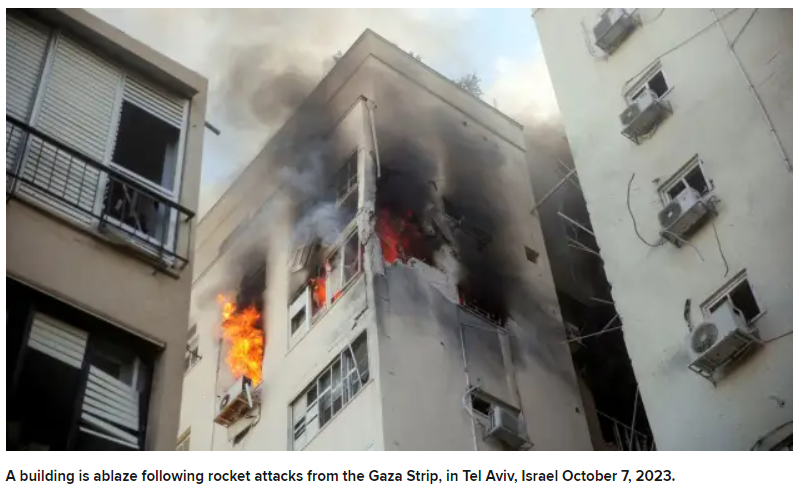 A building is ablaze following rocket attacks from the Gaza Strip, in Tel Aviv, Israel October 7, 2023.